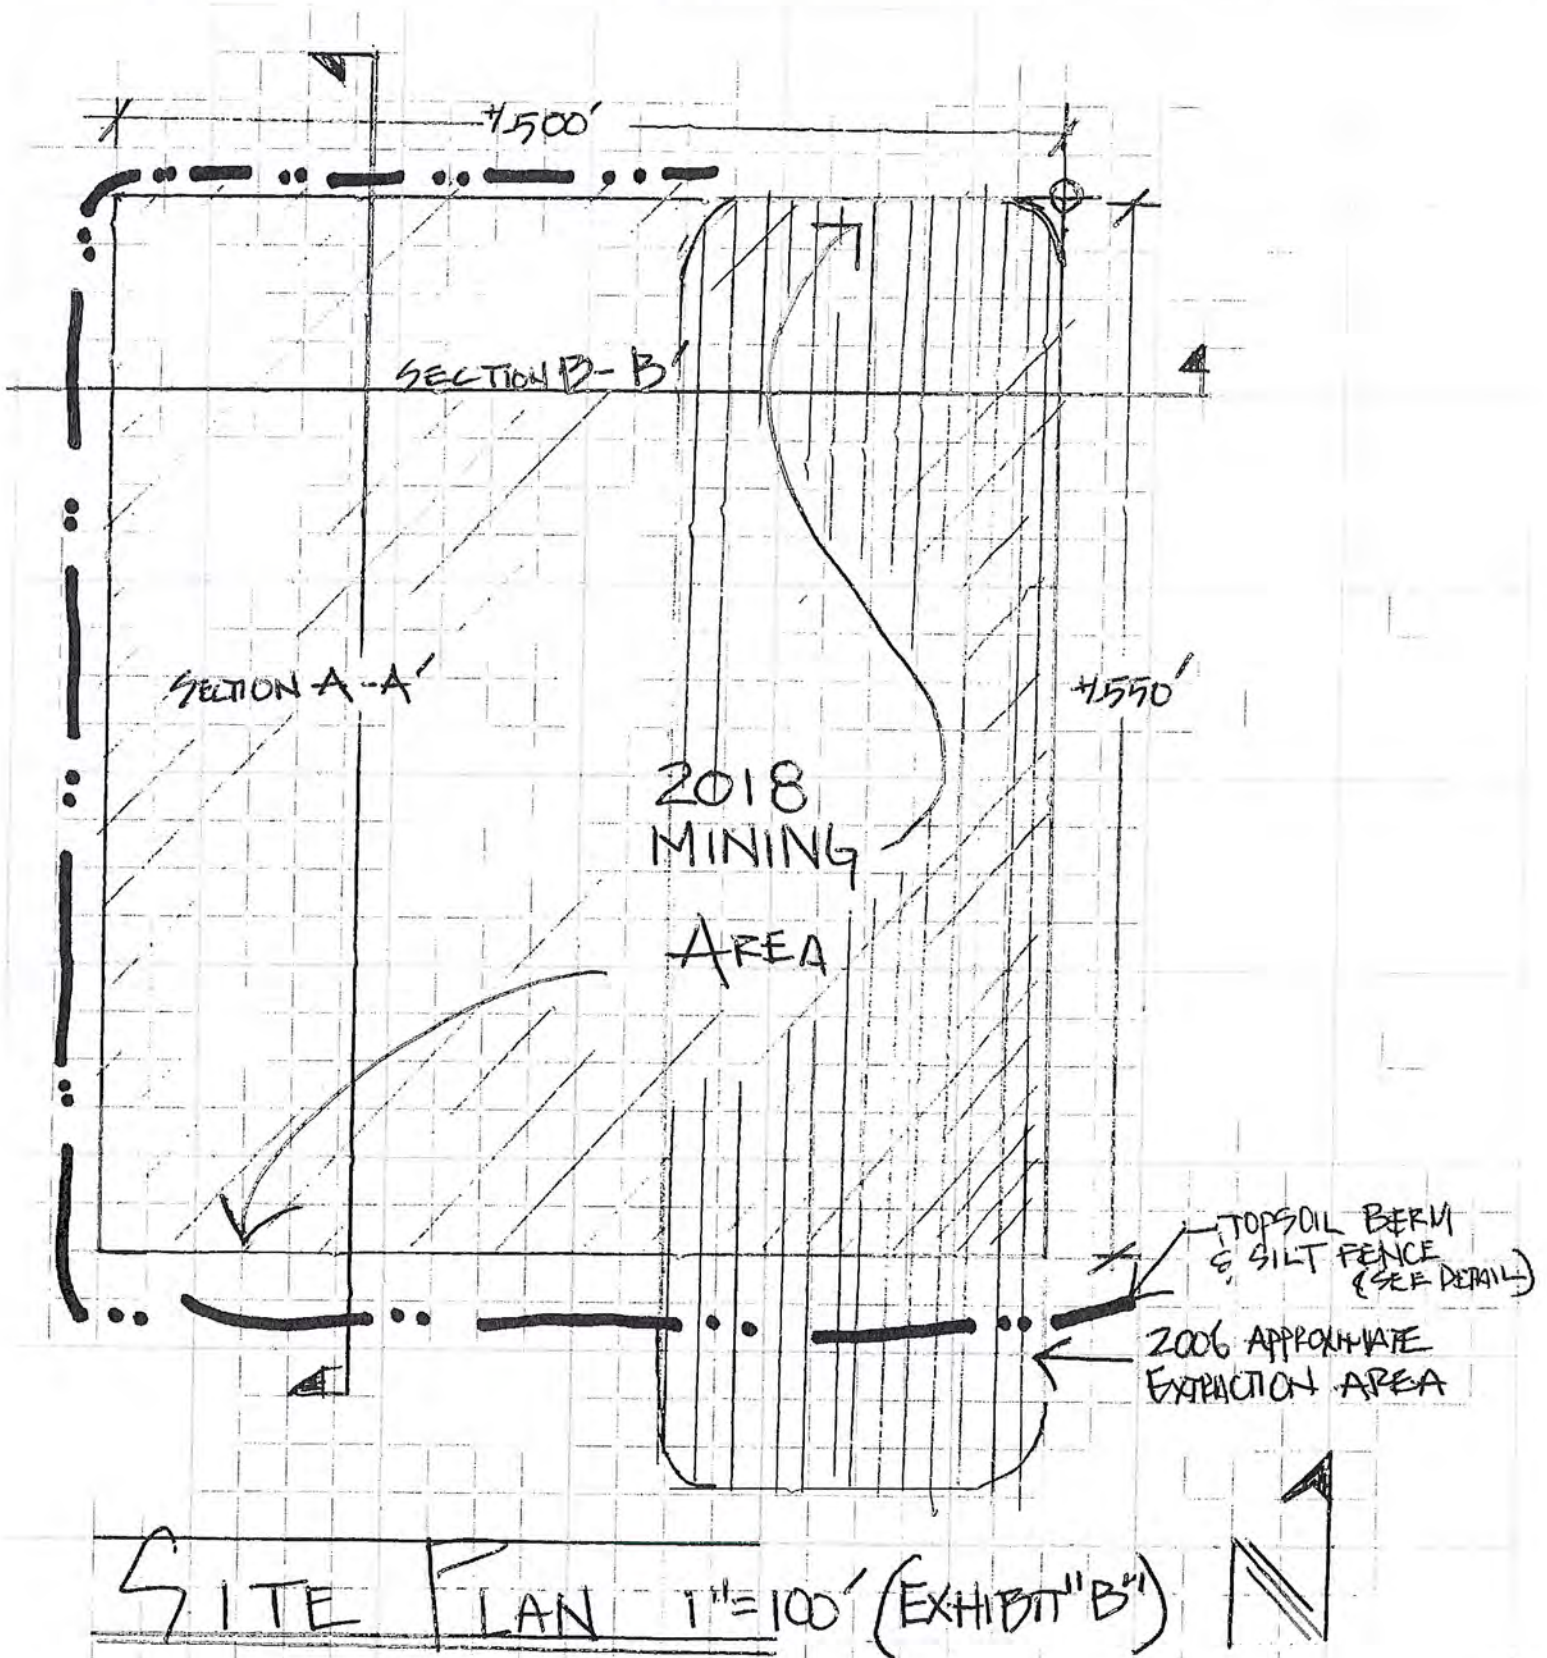 +/-500'
SECTION B-B'
SECTION A-A'
+/-550'
2018
MINING
AREA
TOPSOIL BERM
& SILT FENCE
(SEE DETAIL)
2006 APPROXIMATE
EXTRACTION AREA
SITE PLAN 1"=100' (EXHIBIT "B")
N